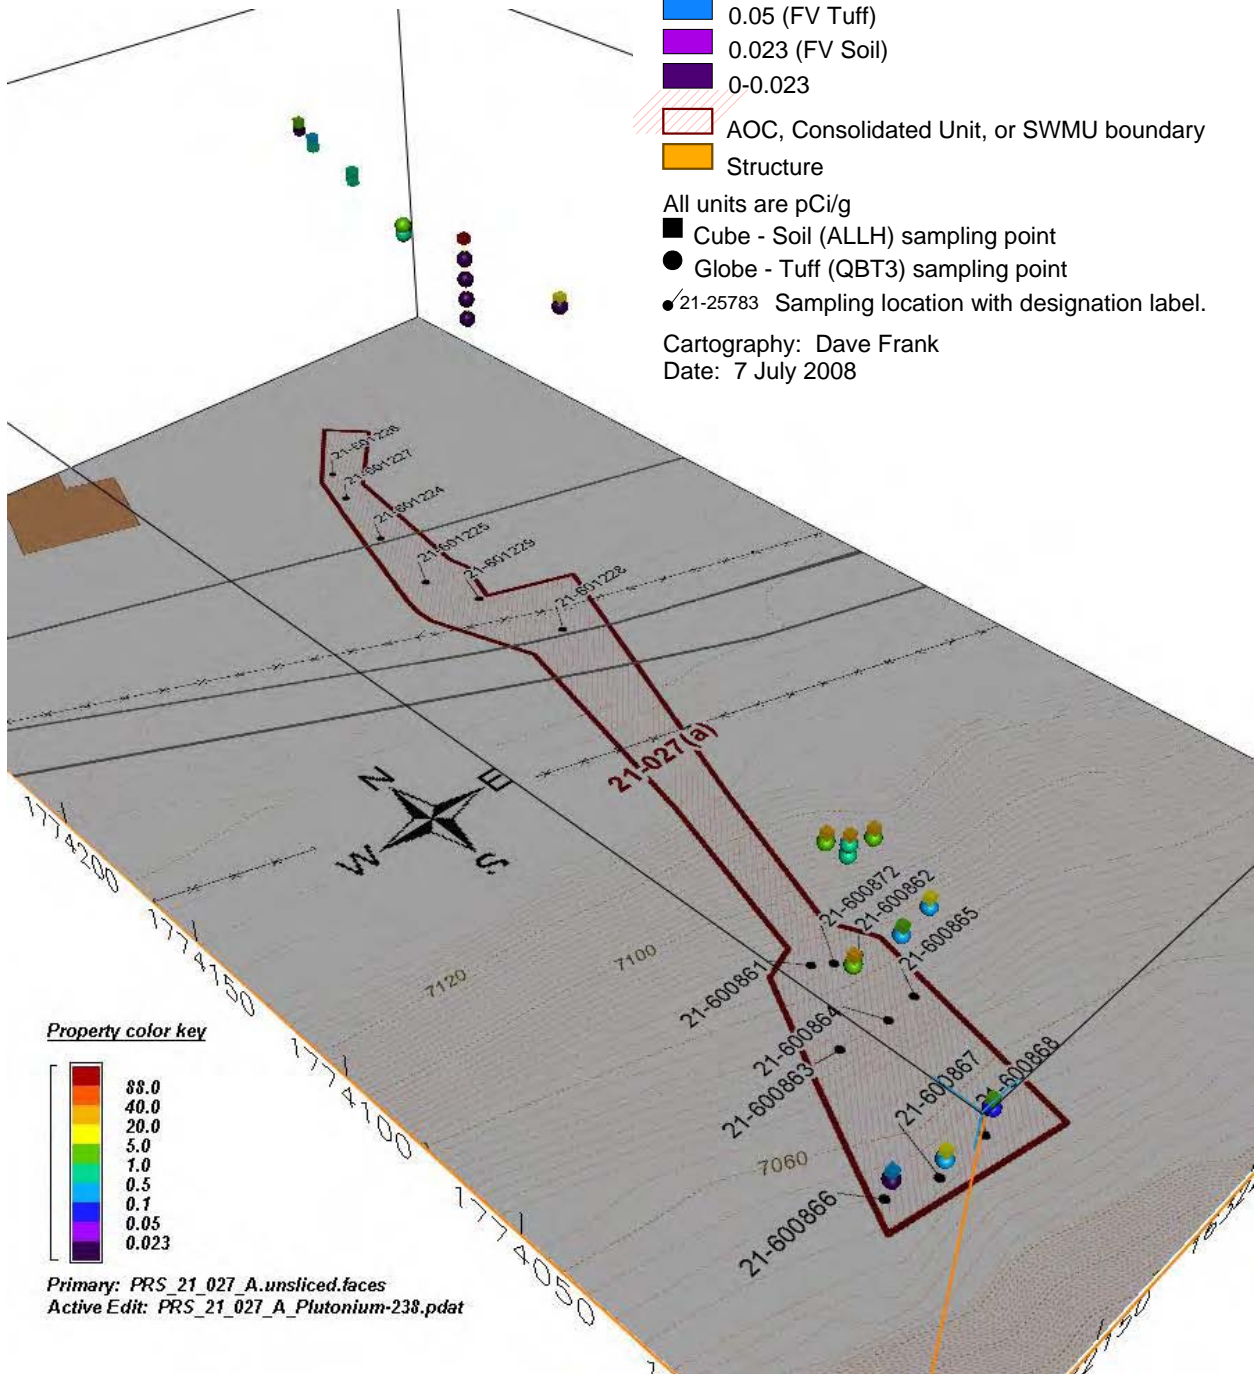 0.05 (FV Tuff)
0.023 (FV Soil)
0-0.023
AOC, Consolidated Unit, or SWMU boundary
Structure
All units are pCi/g
Cube - Soil (ALLH) sampling point
Globe - Tuff (QBT3) sampling point
21-25783 Sampling location with designation label.
Cartography: Dave Frank
Date: 7 July 2008
21-601226
21-601227
21-601224
21-601225
21-601229
21-601228
21-027(a)
N
E
W
S
1774200
1774150
1774100
1774050
7120
7100
7060
21-600872
21-600862
21-600865
21-600861
21-600864
21-600863
21-600867
21-600868
21-600866
Property color key
88.0
40.0
20.0
5.0
1.0
0.5
0.1
0.05
0.023
Primary: PRS_21_027_A.unsliced.faces
Active Edit: PRS_21_027_A_Plutonium-238.pdat